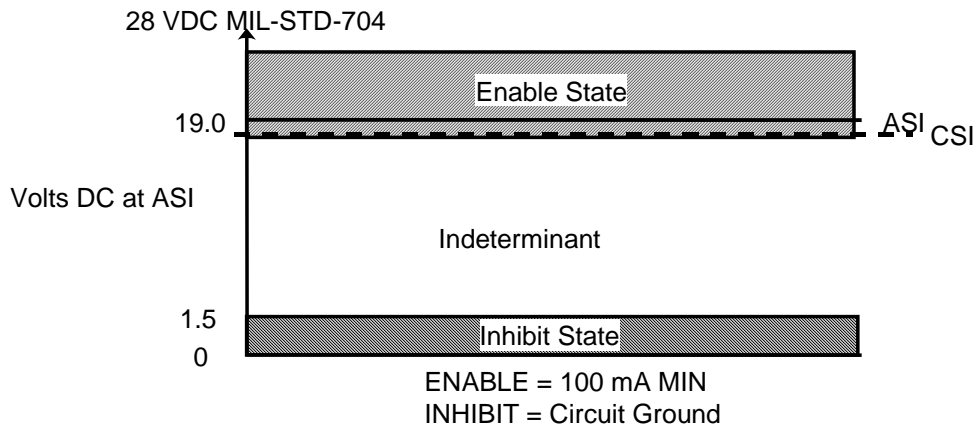 28 VDC MIL-STD-704
Enable State
19.0
ASI
CSI
Volts DC at ASI
Indeterminant
1.5
Inhibit State
0
ENABLE = 100 mA MIN
INHIBIT = Circuit Ground